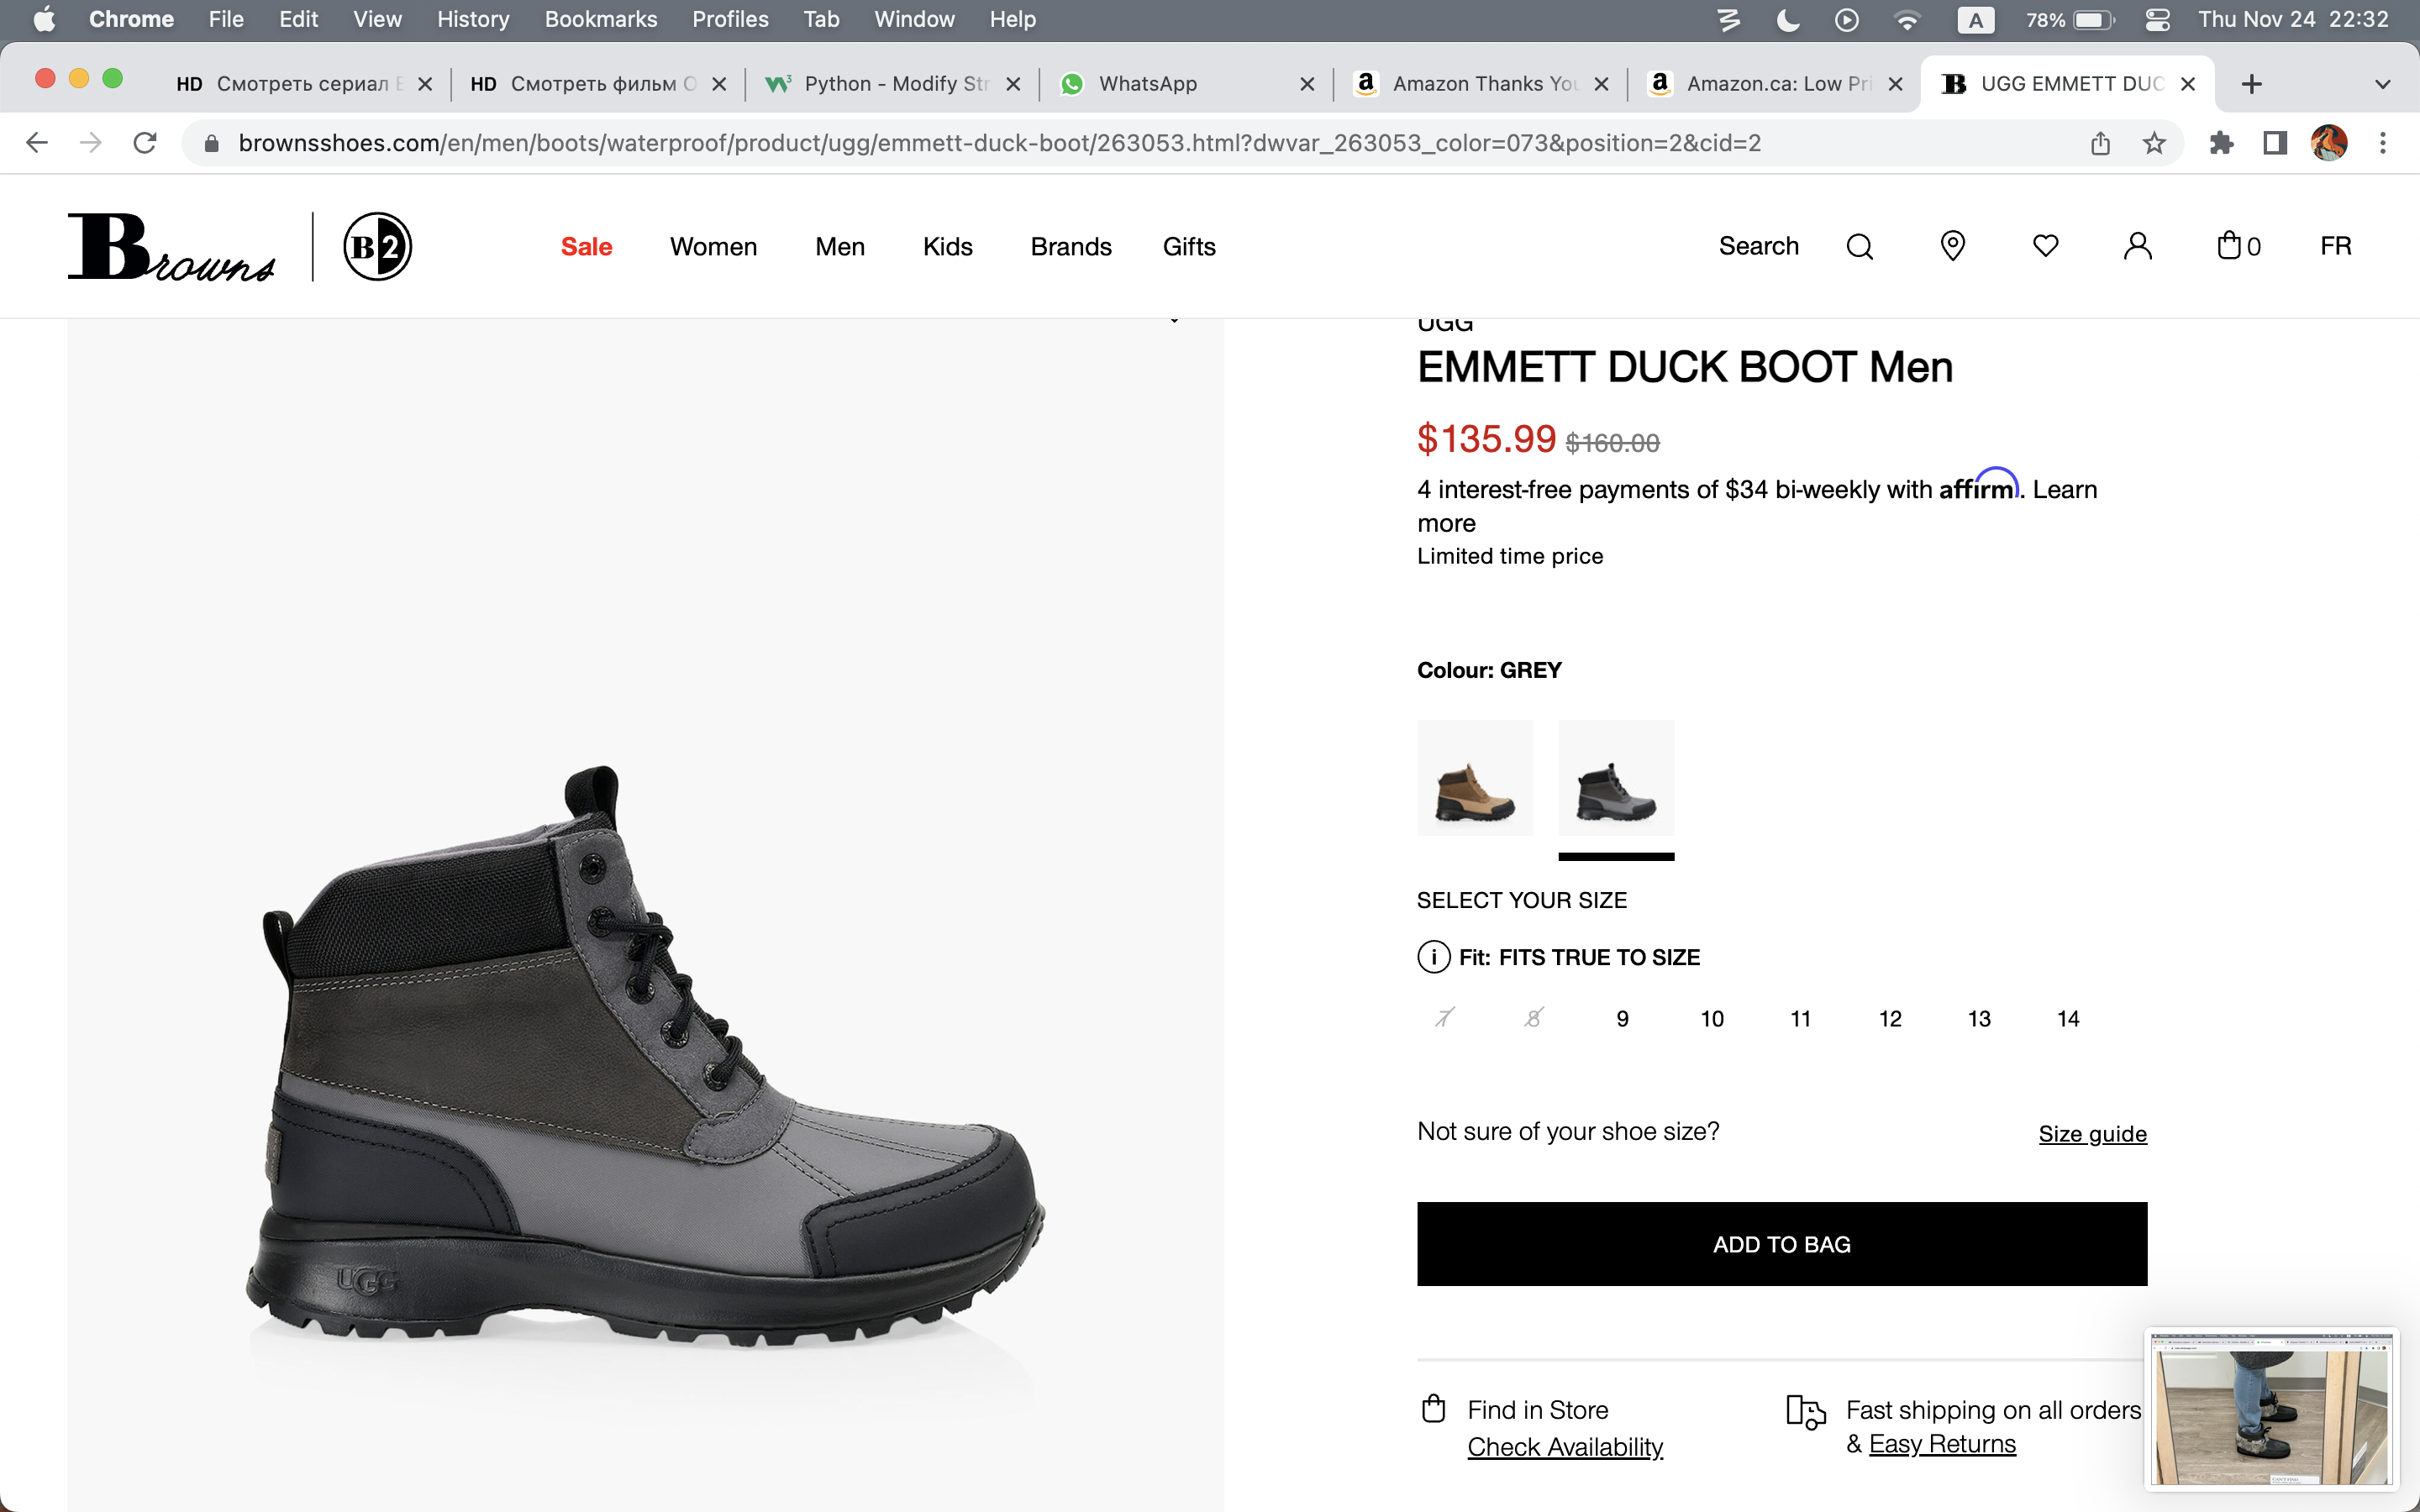 Chrome File Edit View History Bookmarks Profiles Tab Window Help A 78% Thu Nov 24 22:32
HD Смотреть сериал HD Смотреть фильм W3 Python - Modify Str WhatsApp a Amazon Thanks You a Amazon.ca: Low Pri B UGG EMMETT DUC
brownsshoes.com/en/men/boots/waterproof/product/ugg/emmett-duck-boot/263053.html?dwvar_263053_color=073&position=2&cid=2
Browns B2 Sale Women Men Kids Brands Gifts Search 0 FR
UGG
EMMETT DUCK BOOT Men
$135.99 $160.00
4 interest-free payments of $34 bi-weekly with affirm. Learn
more
Limited time price
Colour: GREY
SELECT YOUR SIZE
i Fit: FITS TRUE TO SIZE
7 8 9 10 11 12 13 14
Not sure of your shoe size? Size guide
ADD TO BAG
UGG
Find in Store
Check Availability
Fast shipping on all orders
& Easy Returns